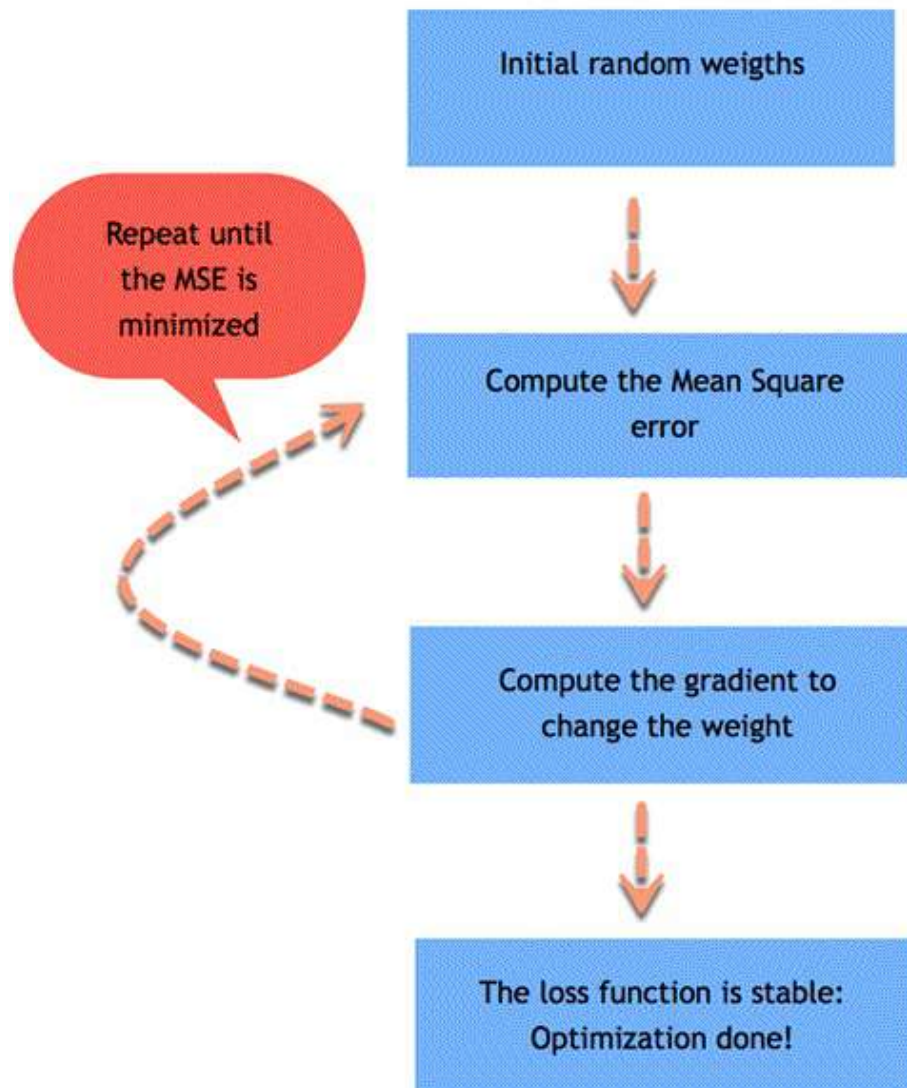 Initial random weigths
Repeat until
the MSE is
minimized
Compute the Mean Square
error
Compute the gradient to
change the weight
The loss function is stable:
Optimization done!